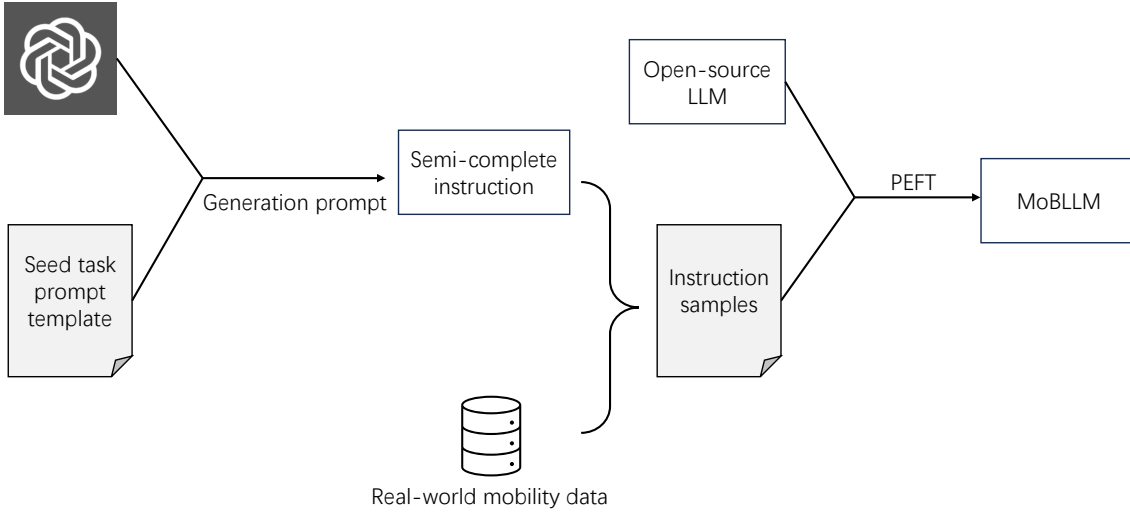 Open-source
LLM
Semi-complete
instruction
Generation prompt
PEFT
MoBLLM
Seed task
prompt
template
Instruction
samples
Real-world mobility data